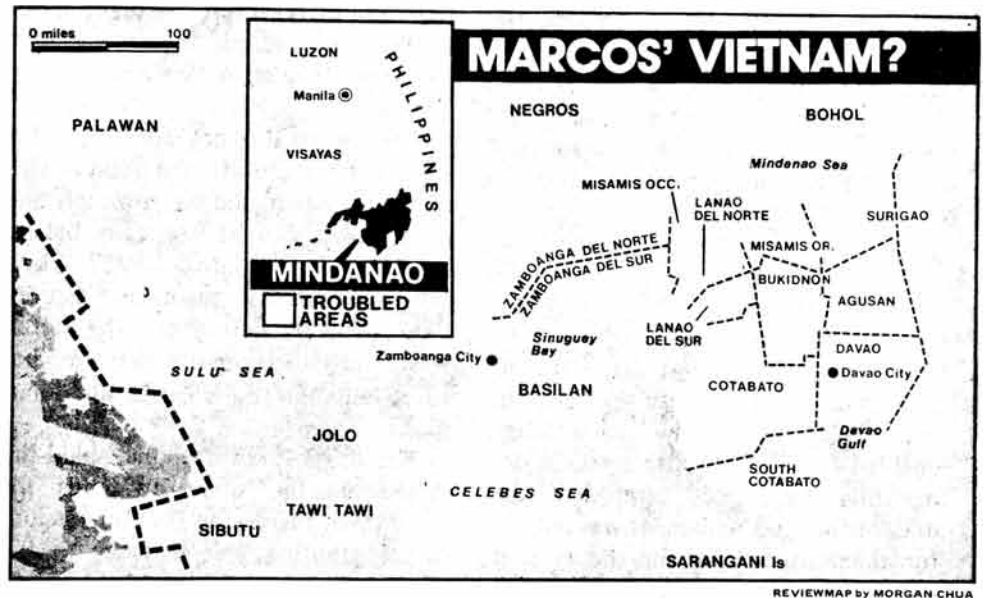 0 miles 100
MARCOS' VIETNAM?
LUZON
Manila
VISAYAS
PHILIPPINES
MINDANAO
TROUBLED
AREAS
PALAWAN
NEGROS
BOHOL
Mindenao Sea
MISAMIS OCC.
LANAO
DEL NORTE
SURIGAO
ZAMBOANGA DEL NORTE
ZAMBOANGA DEL SUR
MISAMIS OR.
BUKIDNON
AGUSAN
LANAO
DEL SUR
Sinuguey
Bay
Zamboanga City
DAVAO
Davao City
SULU SEA
BASILAN
COTABATO
JOLO
Davao
Gulf
SOUTH
COTABATO
CELEBES SEA
TAWI TAWI
SIBUTU
SARANGANI Is
REVIEWMAP by MORGAN CHUA